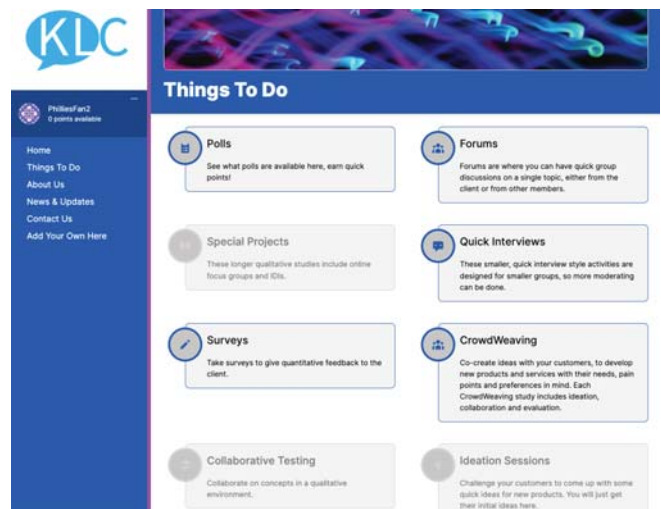 KLC
Things To Do
PhilliesFan2
0 points available
Home
Things To Do
About Us
News & Updates
Contact Us
Add Your Own Here
Polls
See what polls are available here, earn quick
points!
Forums
Forums are where you can have quick group
discussions on a single topic, either from the
client or from other members.
Special Projects
These longer qualitative studies include online
focus groups and IDIs.
Quick Interviews
These smaller, quick interview style activities are
designed for smaller groups, so more moderating
can be done.
Surveys
Take surveys to give quantitative feedback to the
client.
CrowdWeaving
Co-create ideas with your customers, to develop
new products and services with their needs, pain
points and preferences in mind. Each
CrowdWeaving study includes ideation,
collaboration and evaluation.
Collaborative Testing
Collaborate on concepts in a qualitative
environment.
Ideation Sessions
Challenge your customers to come up with some
quick ideas for new products. You will just get
their initial ideas here.